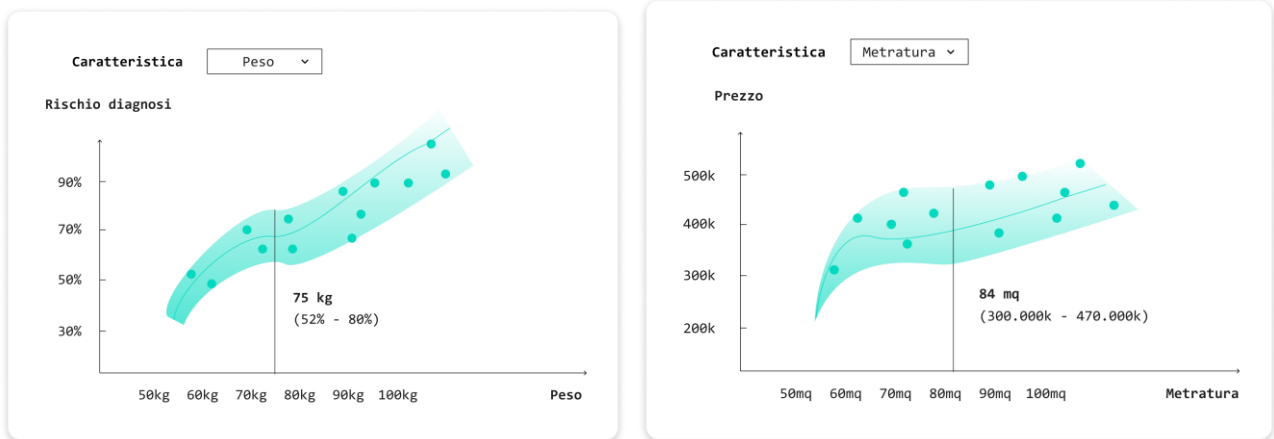 Caratteristica Peso
Rischio diagnosi
90%
70%
50%
30%
75 kg
(52% - 80%)
50kg 60kg 70kg 80kg 90kg 100kg Peso
Caratteristica Metratura
Prezzo
500k
400k
300k
200k
84 mq
(300.000k - 470.000k)
50mq 60mq 70mq 80mq 90mq 100mq Metratura